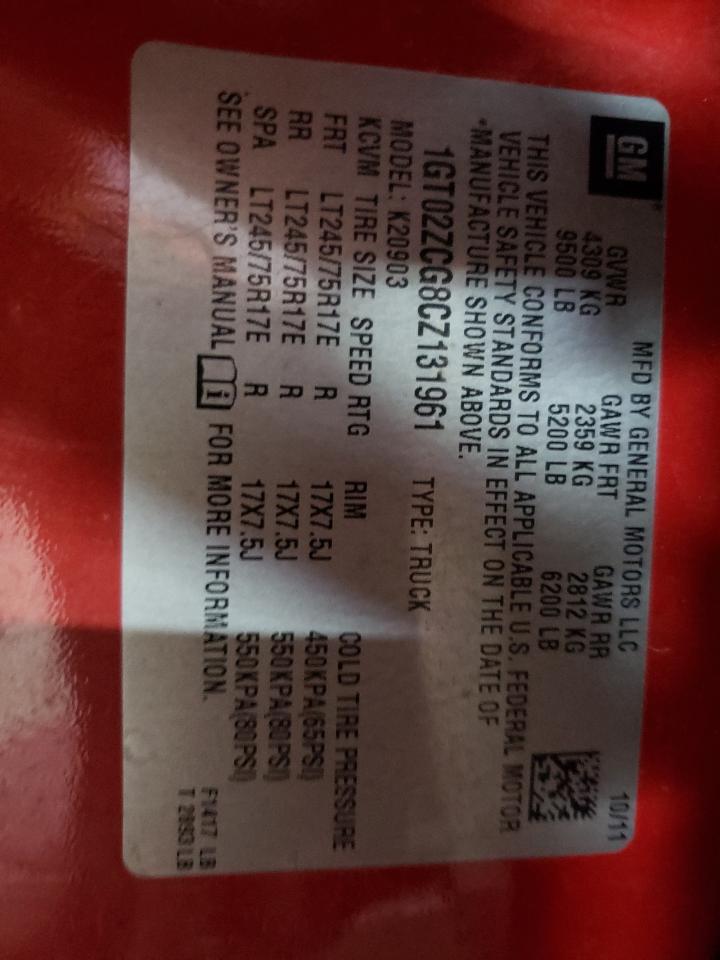 GM
MFD BY GENERAL MOTORS LLC 10/11
GVWR GAWR FRT GAWR RR
4309 KG 2359 KG 2812 KG
9500 LB 5200 LB 6200 LB
THIS VEHICLE CONFORMS TO ALL APPLICABLE U.S. FEDERAL MOTOR
VEHICLE SAFETY STANDARDS IN EFFECT ON THE DATE OF
*MANUFACTURE SHOWN ABOVE.
1GT02ZCG8CZ131961 TYPE: TRUCK
MODEL: K20903
KCVM TIRE SIZE SPEED RTG RIM COLD TIRE PRESSURE
FRT LT245/75R17E R 17X7.5J 450KPA(65PSI)
RR LT245/75R17E R 17X7.5J 550KPA(80PSI)
SPA LT245/75R17E R 17X7.5J 550KPA(80PSI)
SEE OWNER'S MANUAL i FOR MORE INFORMATION.
F1417 LB
T 2893 LB